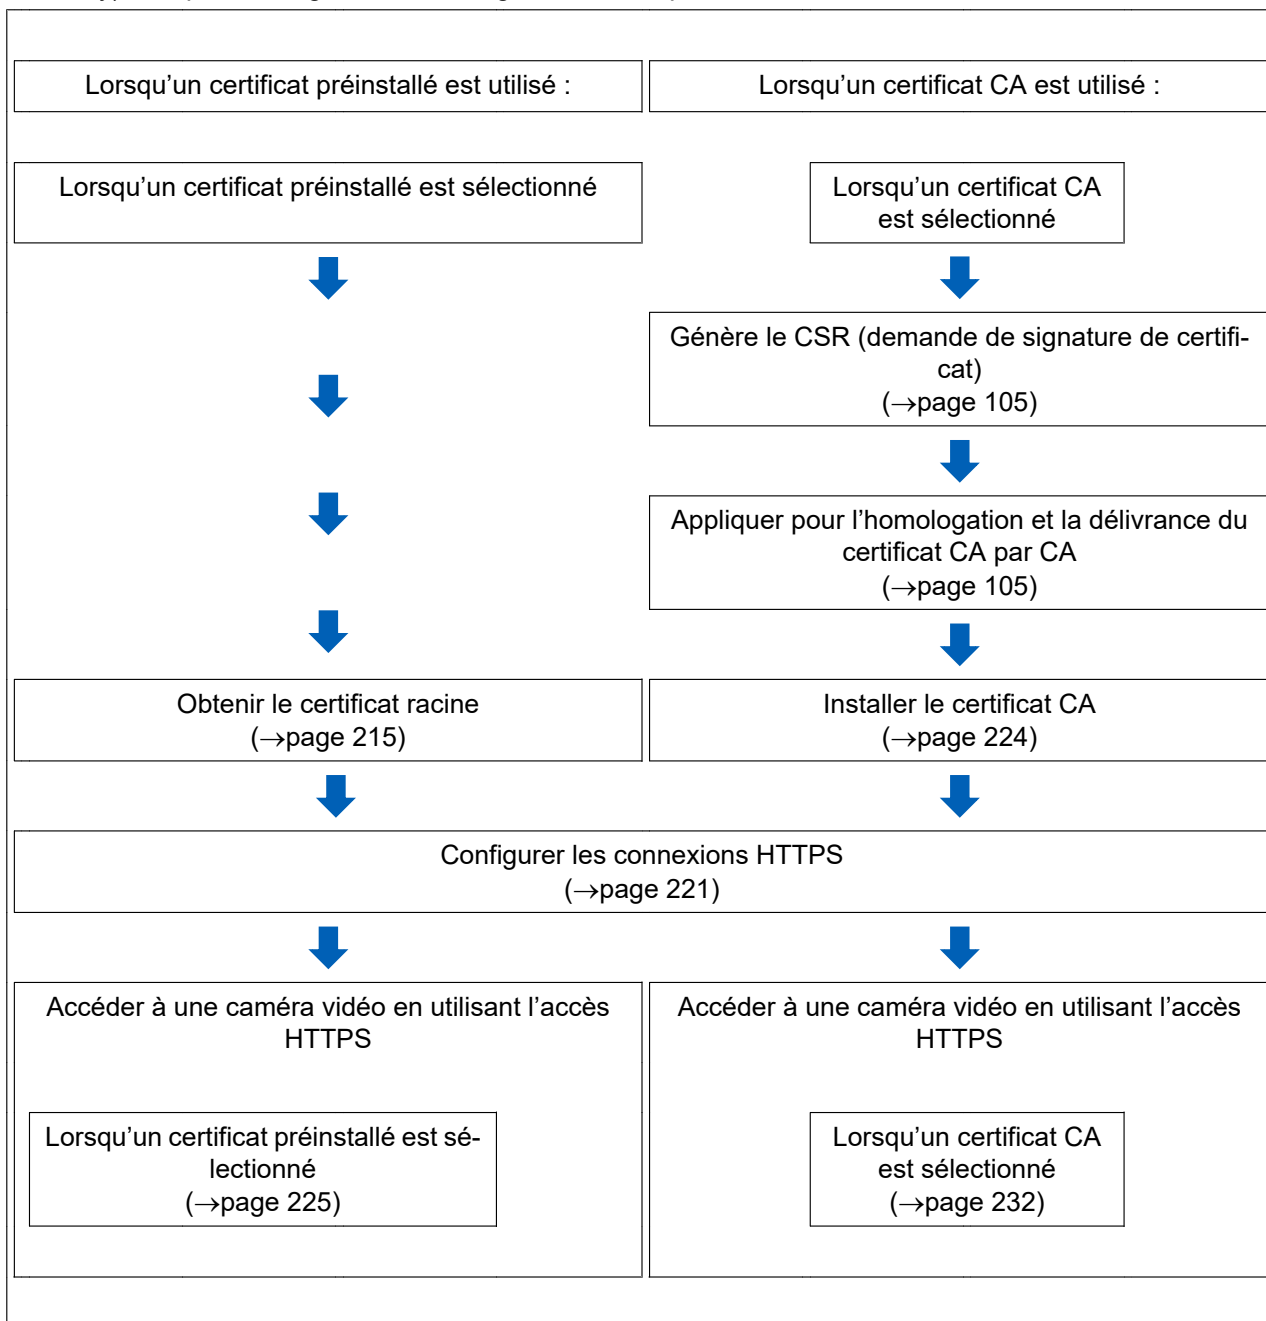 Lorsqu'un certificat préinstallé est utilisé :
Lorsqu'un certificat CA est utilisé :
Lorsqu'un certificat préinstallé est sélectionné
Lorsqu'un certificat CA
est sélectionné
Génère le CSR (demande de signature de certifi-
cat)
(→page 105)
Appliquer pour l'homologation et la délivrance du
certificat CA par CA
(→page 105)
Obtenir le certificat racine
(→page 215)
Installer le certificat CA
(→page 224)
Configurer les connexions HTTPS
(→page 221)
Accéder à une caméra vidéo en utilisant l'accès
HTTPS
Lorsqu'un certificat préinstallé est sé-
lectionné
(→page 225)
Accéder à une caméra vidéo en utilisant l'accès
HTTPS
Lorsqu'un certificat CA
est sélectionné
(→page 232)